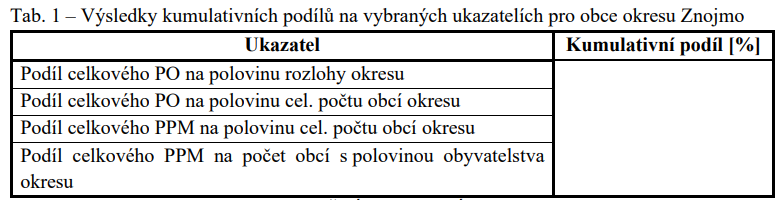 Tab. 1 – Výsledky kumulativních podílů na vybraných ukazatelích pro obce okresu Znojmo
Ukazatel Kumulativní podíl [%]
Podíl celkového PO na polovinu rozlohy okresu
Podíl celkového PO na polovinu cel. počtu obcí okresu
Podíl celkového PPM na polovinu cel. počtu obcí okresu
Podíl celkového PPM na počet obcí s polovinou obyvatelstva
okresu